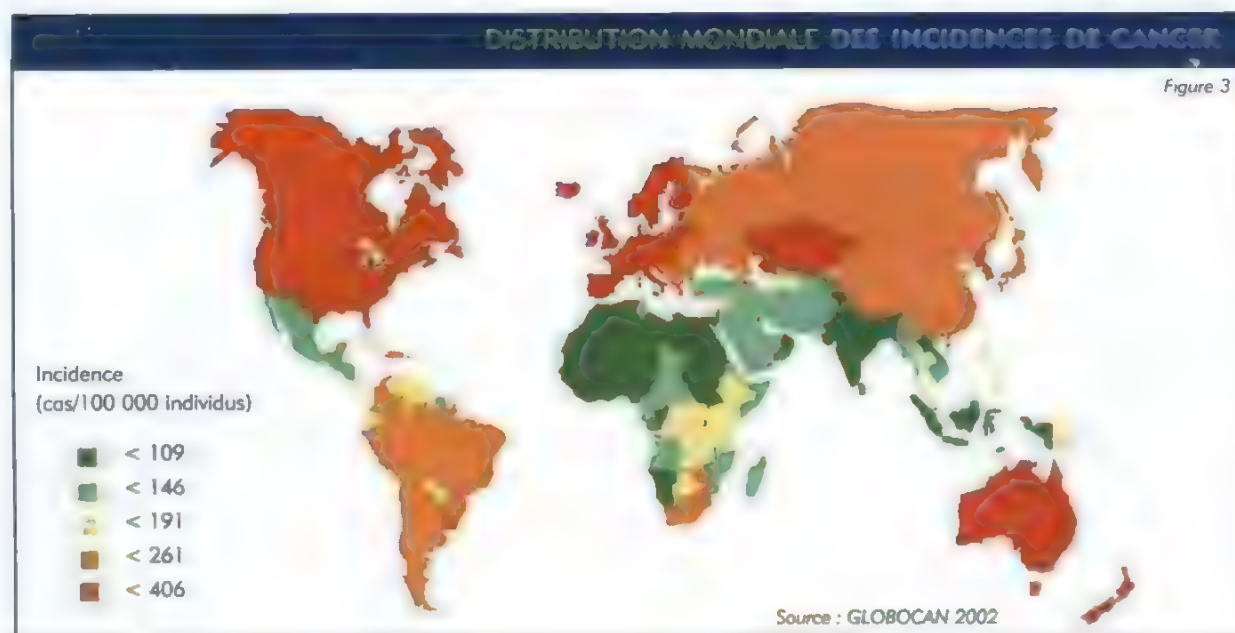 DISTRIBUTION MONDIALE DES INCIDENCES DE CANCER
Figure 3
Incidence
(cas/100 000 individus)
< 109
< 146
< 191
< 261
< 406
Source : GLOBOCAN 2002